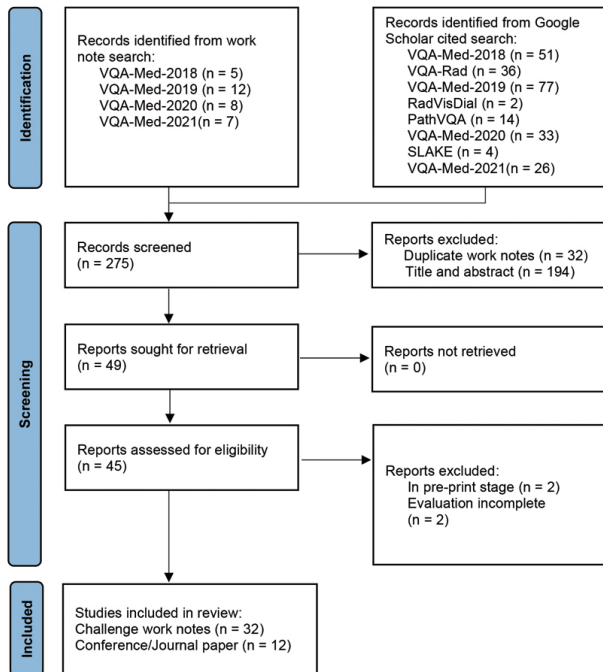 Identification
Records identified from work
note search:
VQA-Med-2018 (n = 5)
VQA-Med-2019 (n = 12)
VQA-Med-2020 (n = 8)
VQA-Med-2021(n = 7)
Records identified from Google
Scholar cited search:
VQA-Med-2018 (n = 51)
VQA-Rad (n = 36)
VQA-Med-2019 (n = 77)
RadVisDial (n = 2)
PathVQA (n = 14)
VQA-Med-2020 (n = 33)
SLAKE (n = 4)
VQA-Med-2021(n = 26)
Screening
Records screened
(n = 275)
Reports excluded:
Duplicate work notes (n = 32)
Title and abstract (n = 194)
Reports sought for retrieval
(n = 49)
Reports not retrieved
(n = 0)
Reports assessed for eligibility
(n = 45)
Reports excluded:
In pre-print stage (n = 2)
Evaluation incomplete
(n = 2)
Included
Studies included in review:
Challenge work notes (n = 32)
Conference/Journal paper (n = 12)